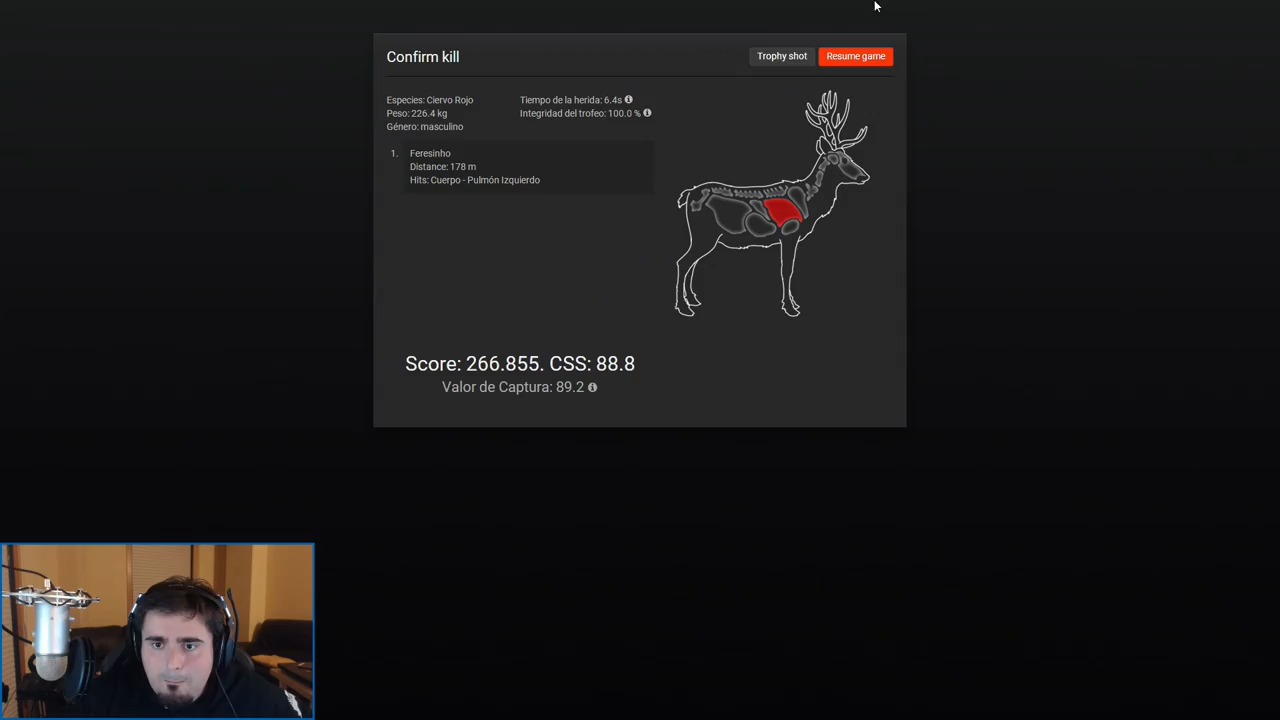 Confirm kill
Trophy shot
Resume game
Especies: Ciervo Rojo
Peso: 226.4 kg
Género: masculino
Tiempo de la herida: 6.4s
Integridad del trofeo: 100.0 %
1. Feresinho
Distance: 178 m
Hits: Cuerpo - Pulmón Izquierdo
Score: 266.855. CSS: 88.8
Valor de Captura: 89.2